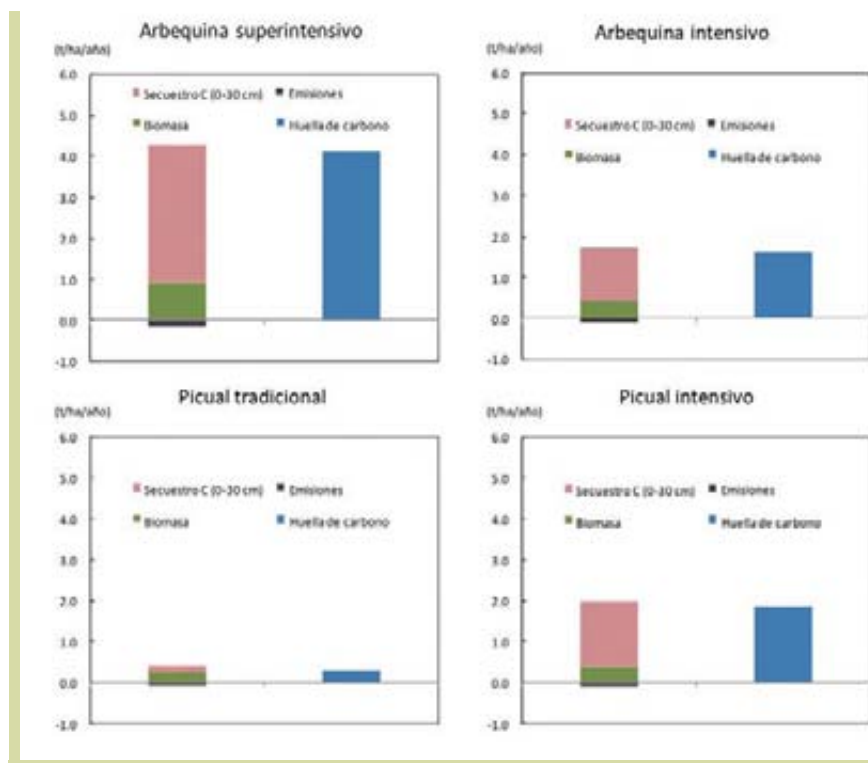 Arbequina superintensivo
(t/ha/año)
6.0
5.0
4.0
3.0
2.0
1.0
0.0
-1.0
Secuestro C (0-30 cm) Emisiones
Biomasa Huella de carbono
Arbequina intensivo
(t/ha/año)
6.0
5.0
4.0
3.0
2.0
1.0
0.0
-1.0
Secuestro C (0-30 cm) Emisiones
Biomasa Huella de carbono
Picual tradicional
(t/ha/año)
6.0
5.0
4.0
3.0
2.0
1.0
0.0
-1.0
Secuestro C (0-30 cm) Emisiones
Biomasa Huella de carbono
Picual intensivo
(t/ha/año)
6.0
5.0
4.0
3.0
2.0
1.0
0.0
-1.0
Secuestro C (0-30 cm) Emisiones
Biomasa Huella de carbono